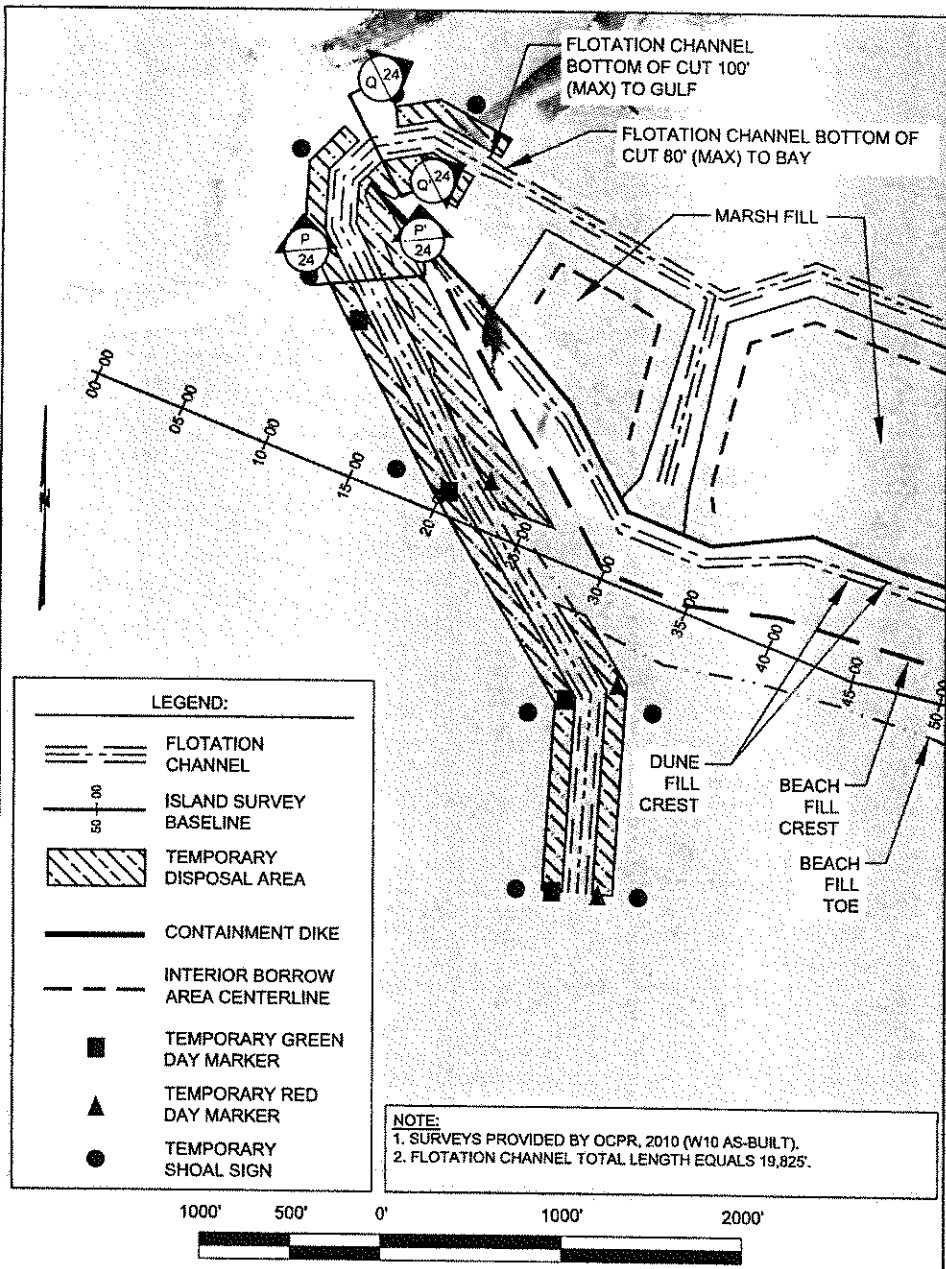 FLOTATION CHANNEL
BOTTOM OF CUT 100'
(MAX) TO GULF
FLOTATION CHANNEL BOTTOM OF
CUT 80' (MAX) TO BAY
MARSH FILL
Q 24
Q' 24
P
24
P'
24
00—00
05—00
10—00
15—00
20—00
25—00
30—00
35—00
40—00
45—00
50—00
N
DUNE
FILL
CREST
BEACH
FILL
CREST
BEACH
FILL
TOE
LEGEND:
FLOTATION
CHANNEL
50—00
ISLAND SURVEY
BASELINE
TEMPORARY
DISPOSAL AREA
CONTAINMENT DIKE
INTERIOR BORROW
AREA CENTERLINE
TEMPORARY GREEN
DAY MARKER
TEMPORARY RED
DAY MARKER
TEMPORARY
SHOAL SIGN
NOTE:
1. SURVEYS PROVIDED BY OCPR, 2010 (W10 AS-BUILT).
2. FLOTATION CHANNEL TOTAL LENGTH EQUALS 19,825'.
1000' 500' 0' 1000' 2000'